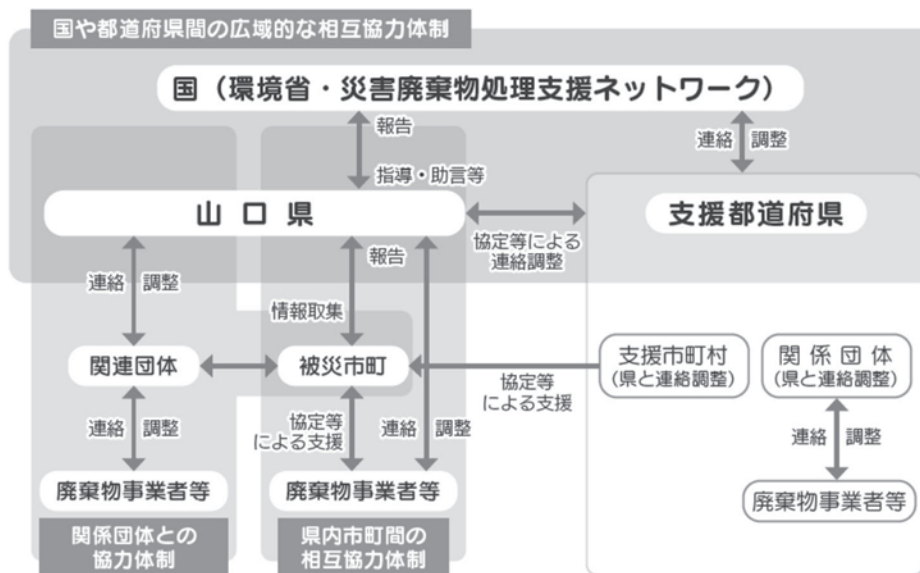 国や都道府県間の広域的な相互協力体制
国（環境省・災害廃棄物処理支援ネットワーク）
報告
連絡 調整
指導・助言等
山口県
支援都道府県
協定等による
連絡調整
報告
連絡 調整
情報取集
関連団体
被災市町
支援市町村
（県と連絡調整）
関係団体
（県と連絡調整）
協定等
による支援
連絡 調整
協定等
による支援
連絡 調整
連絡 調整
廃棄物事業者等
廃棄物事業者等
廃棄物事業者等
関係団体との
協力体制
県内市町間の
相互協力体制